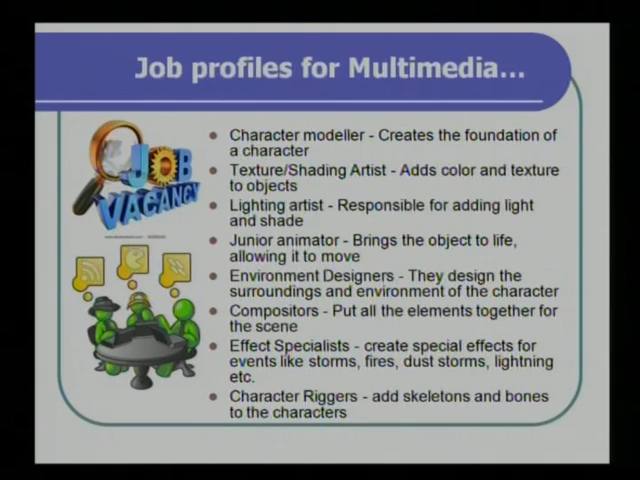 Job profiles for Multimedia...
JOB
VACANCY
Character modeller - Creates the foundation of
a character
Texture/Shading Artist - Adds color and texture
to objects
Lighting artist - Responsible for adding light
and shade
Junior animator - Brings the object to life,
allowing it to move
Environment Designers - They design the
surroundings and environment of the character
Compositors - Put all the elements together for
the scene
Effect Specialists - create special effects for
events like storms, fires, dust storms, lightning
etc.
Character Riggers - add skeletons and bones
to the characters